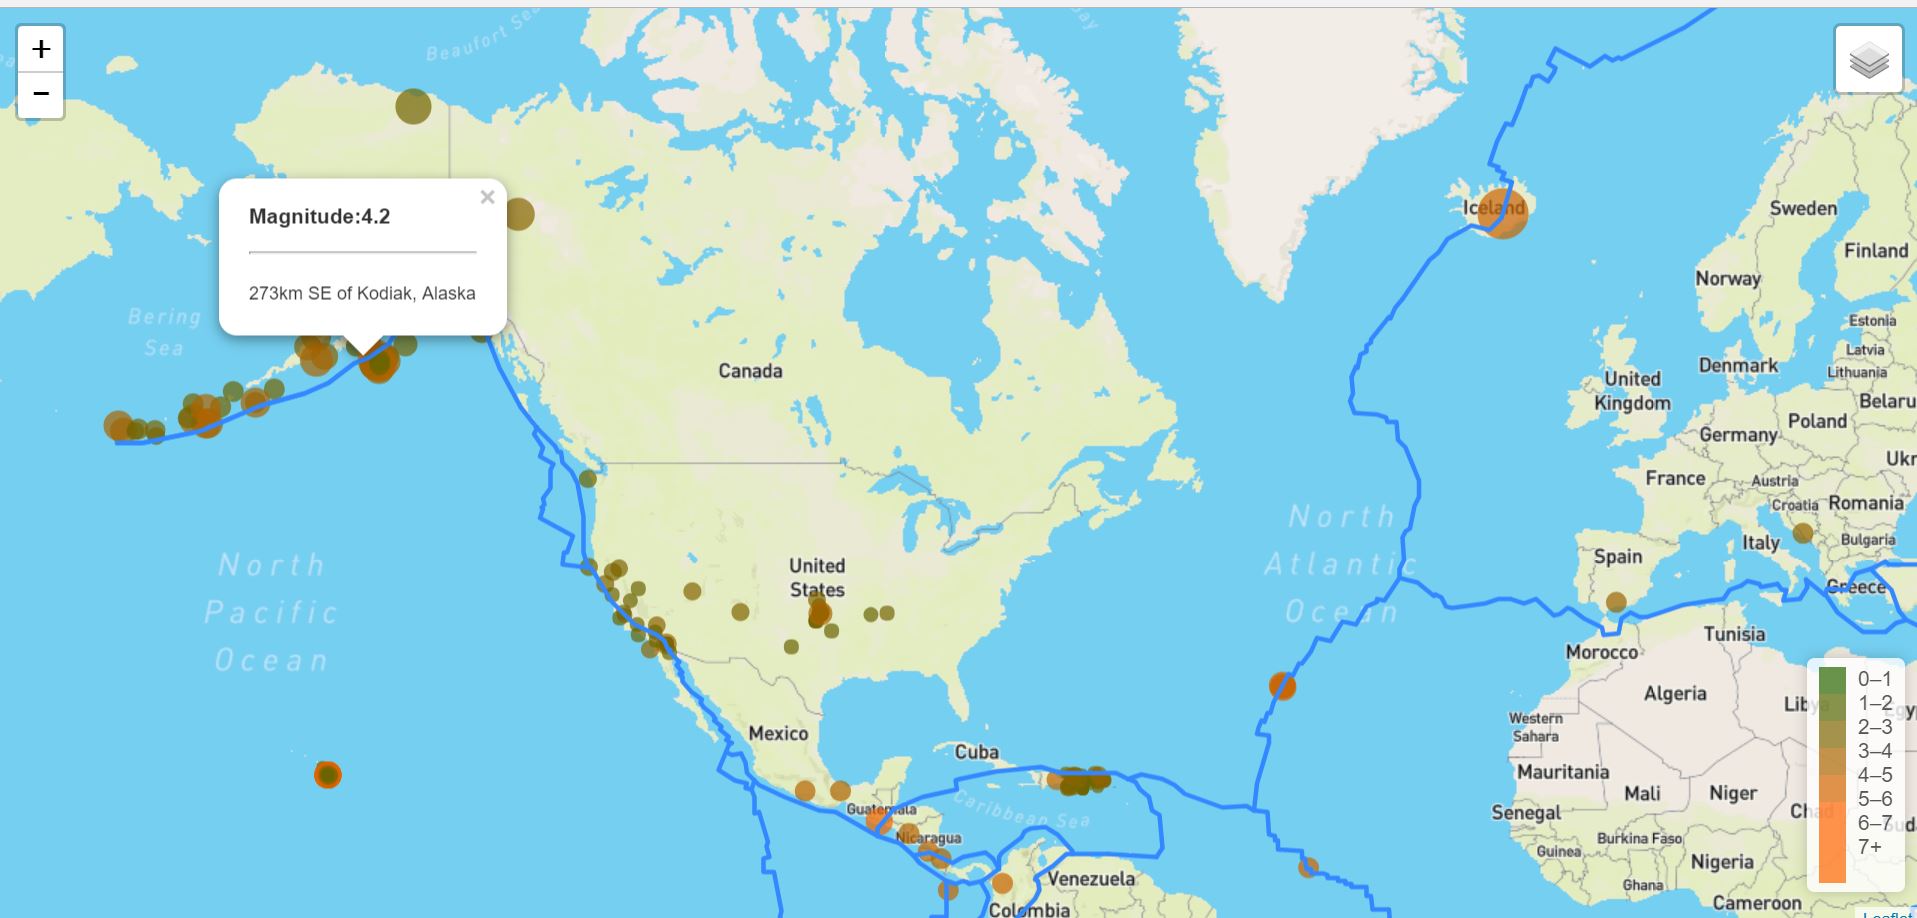 +
−
Beaufort Sea
Bay
Magnitude:4.2
×
273km SE of Kodiak, Alaska
Bering
Sea
Canada
Iceland
Sweden
Finland
Norway
Estonia
Latvia
Lithuania
Denmark
United
Kingdom
Belaru
Poland
Germany
Ukr
France
Austria
Croatia
Romania
Bulgaria
Italy
Spain
Greece
North
Pacific
Ocean
United
States
North
Atlantic
Ocean
Tunisia
Morocco
Algeria
Western
Sahara
Mauritania
Mali
Niger
Senegal
Burkina Faso
Guinea
Nigeria
Ghana
Cameroon
Mexico
Cuba
Guatemala
Caribbean Sea
Nicaragua
Venezuela
Colombia
0–1
1–2
2–3
3–4
4–5
5–6
6–7
7+